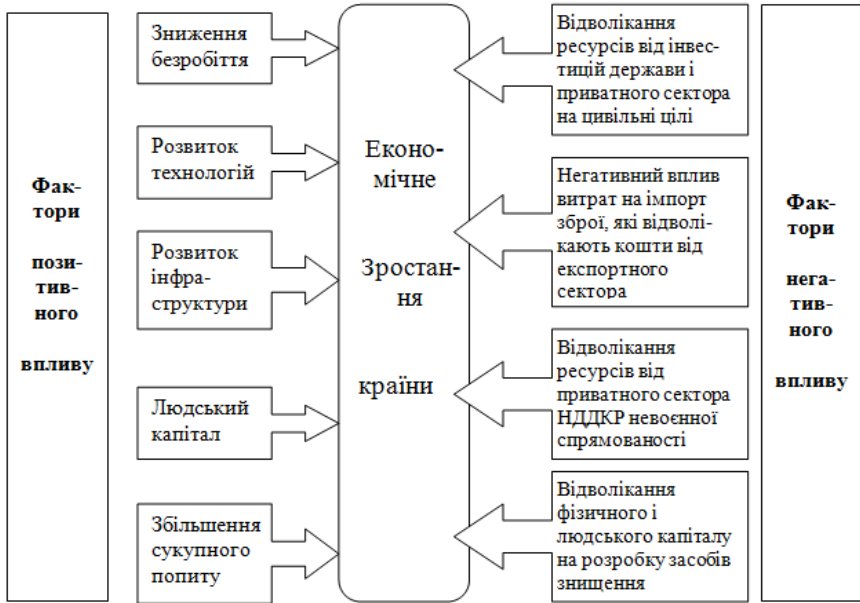 Фак-
тори
пози-
тив-
ного
впливу
Зниження
безробіття
Розвиток
технологій
Розвиток
інфра-
структури
Людський
капітал
Збільшення
сукупного
попиту
Еконо-
мічне
Зростан-
ня
країни
Відволікання
ресурсів від інвес-
тицій держави і
приватного сектора
на цивільні цілі
Негативний вплив
витрат на імпорт
зброї, які відволі-
кають кошти від
експортного
сектора
Відволікання
ресурсів від
приватного сектора
НДДКР невоєнної
спрямованості
Відволікання
фізичного і
людського капіталу
на розробку засобів
знищення
Фак-
тори
нега-
тив-
ного
впливу